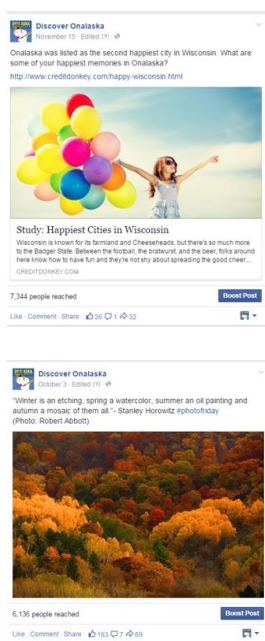 Discover Onalaska
November 15 · Edited [?] ·
Onalaska was listed as the second happiest city in Wisconsin. What are
some of your happiest memories in Onalaska?
http://www.creditdonkey.com/happy-wisconsin.html
Study: Happiest Cities in Wisconsin
Wisconsin is known for its farmland and Cheeseheads, but there's so much more
to the Badger State. Between the football, the bratwurst, and the beer, folks around
here know how to have fun and they're not shy about spreading the good cheer...
CREDITDONKEY.COM
7,344 people reached
Boost Post
Like · Comment · Share · 26 1 32
Discover Onalaska
October 3 · Edited [?] ·
"Winter is an etching, spring a watercolor, summer an oil painting and
autumn a mosaic of them all."- Stanley Horowitz #photofriday
(Photo: Robert Abbott)
6,136 people reached
Boost Post
Like · Comment · Share · 193 7 69